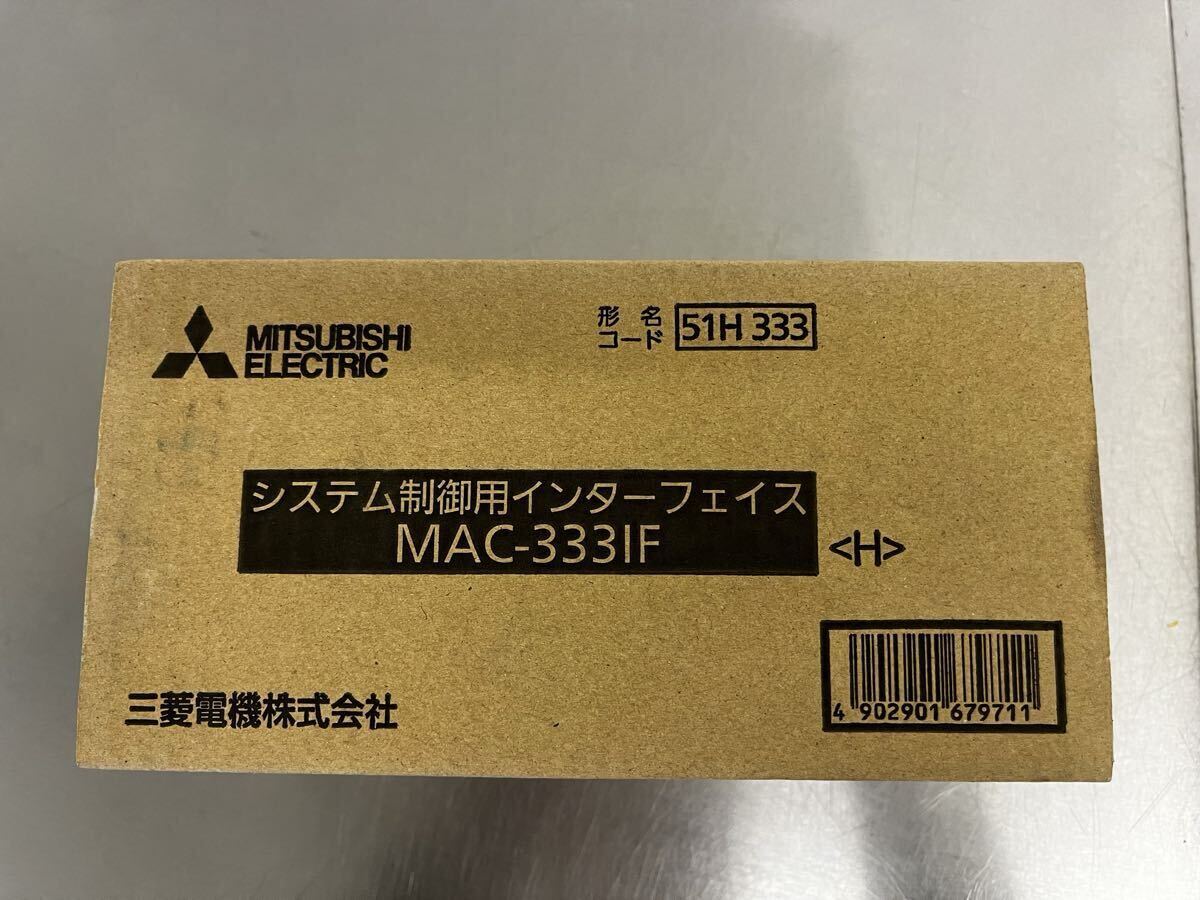 MITSUBISHI
ELECTRIC
形名
コード
51H 333
システム制御用インターフェイス
MAC-333IF
<H>
三菱電機株式会社
4 902901 679711